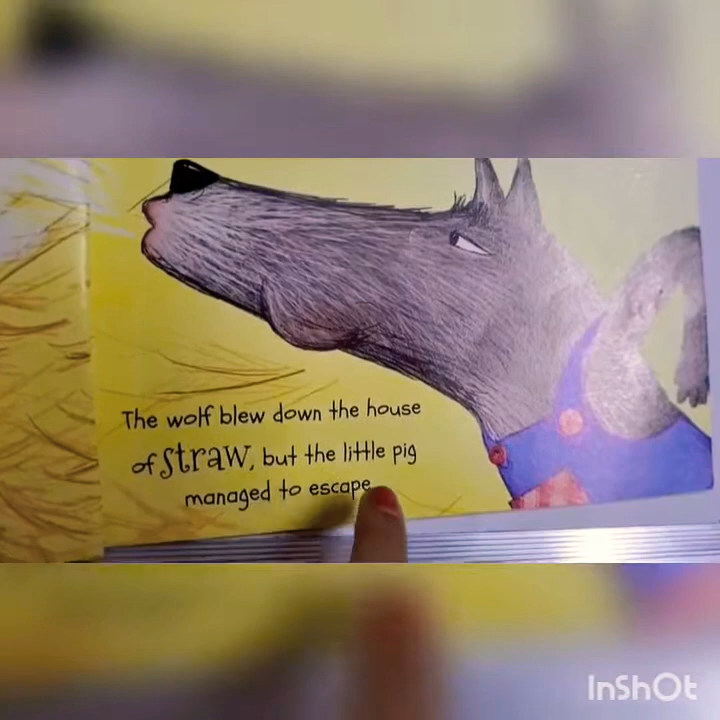 The wolf blew down the house
of straw, but the little pig
managed to escape
InShOt